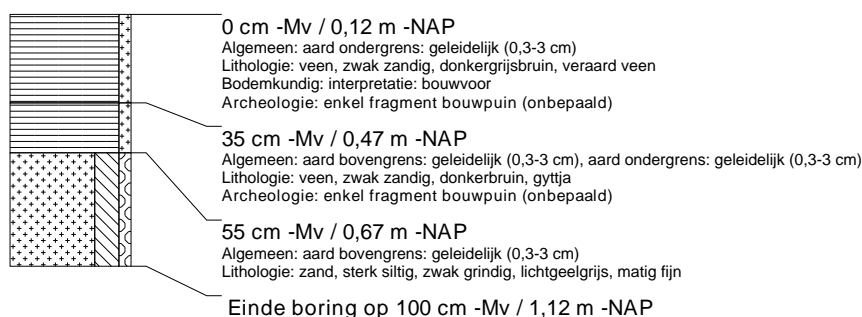 0 cm -Mv / 0,12 m -NAP
Algemeen: aard ondergrens: geleidelijk (0,3-3 cm)
Lithologie: veen, zwak zandig, donkergrijsbruin, veraard veen
Bodemkundig: interpretatie: bouwvoor
Archeologie: enkel fragment bouwpuin (onbepaald)
35 cm -Mv / 0,47 m -NAP
Algemeen: aard bovengrens: geleidelijk (0,3-3 cm), aard ondergrens: geleidelijk (0,3-3 cm)
Lithologie: veen, zwak zandig, donkerbruin, gyttja
Archeologie: enkel fragment bouwpuin (onbepaald)
55 cm -Mv / 0,67 m -NAP
Algemeen: aard bovengrens: geleidelijk (0,3-3 cm)
Lithologie: zand, sterk siltig, zwak grindig, lichtgeelgrijs, matig fijn
Einde boring op 100 cm -Mv / 1,12 m -NAP